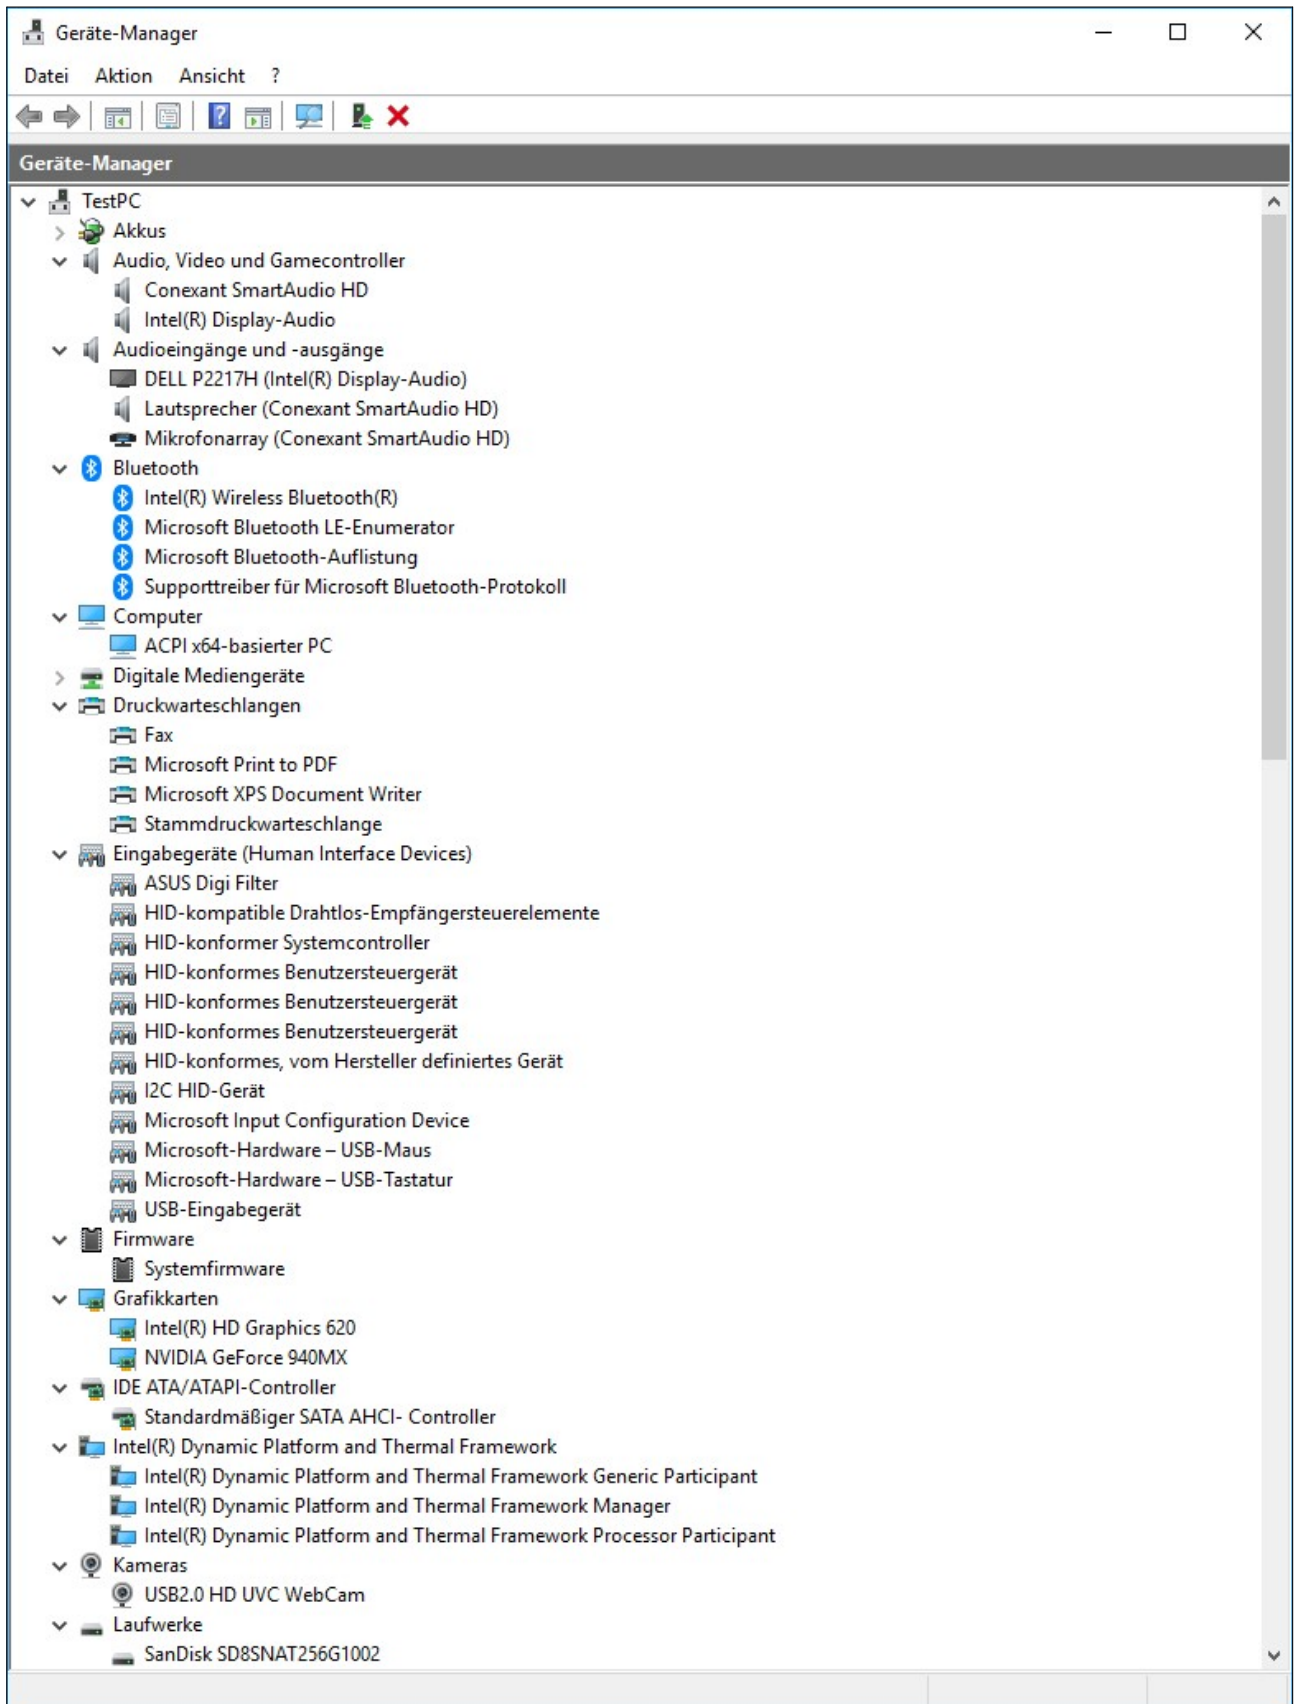 Geräte-Manager
Datei Aktion Ansicht ?
Geräte-Manager
TestPC
Akkus
Audio, Video und Gamecontroller
Conexant SmartAudio HD
Intel(R) Display-Audio
Audioeingänge und -ausgänge
DELL P2217H (Intel(R) Display-Audio)
Lautsprecher (Conexant SmartAudio HD)
Mikrofonarray (Conexant SmartAudio HD)
Bluetooth
Intel(R) Wireless Bluetooth(R)
Microsoft Bluetooth LE-Enumerator
Microsoft Bluetooth-Auflistung
Supporttreiber für Microsoft Bluetooth-Protokoll
Computer
ACPI x64-basierter PC
Digitale Mediengeräte
Druckwarteschlangen
Fax
Microsoft Print to PDF
Microsoft XPS Document Writer
Stammdruckwarteschlange
Eingabegeräte (Human Interface Devices)
ASUS Digi Filter
HID-kompatible Drahtlos-Empfängersteuerelemente
HID-konformer Systemcontroller
HID-konformes Benutzersteuergerät
HID-konformes Benutzersteuergerät
HID-konformes Benutzersteuergerät
HID-konformes, vom Hersteller definiertes Gerät
I2C HID-Gerät
Microsoft Input Configuration Device
Microsoft-Hardware – USB-Maus
Microsoft-Hardware – USB-Tastatur
USB-Eingabegerät
Firmware
Systemfirmware
Grafikkarten
Intel(R) HD Graphics 620
NVIDIA GeForce 940MX
IDE ATA/ATAPI-Controller
Standardmäßiger SATA AHCI- Controller
Intel(R) Dynamic Platform and Thermal Framework
Intel(R) Dynamic Platform and Thermal Framework Generic Participant
Intel(R) Dynamic Platform and Thermal Framework Manager
Intel(R) Dynamic Platform and Thermal Framework Processor Participant
Kameras
USB2.0 HD UVC WebCam
Laufwerke
SanDisk SD8SNAT256G1002